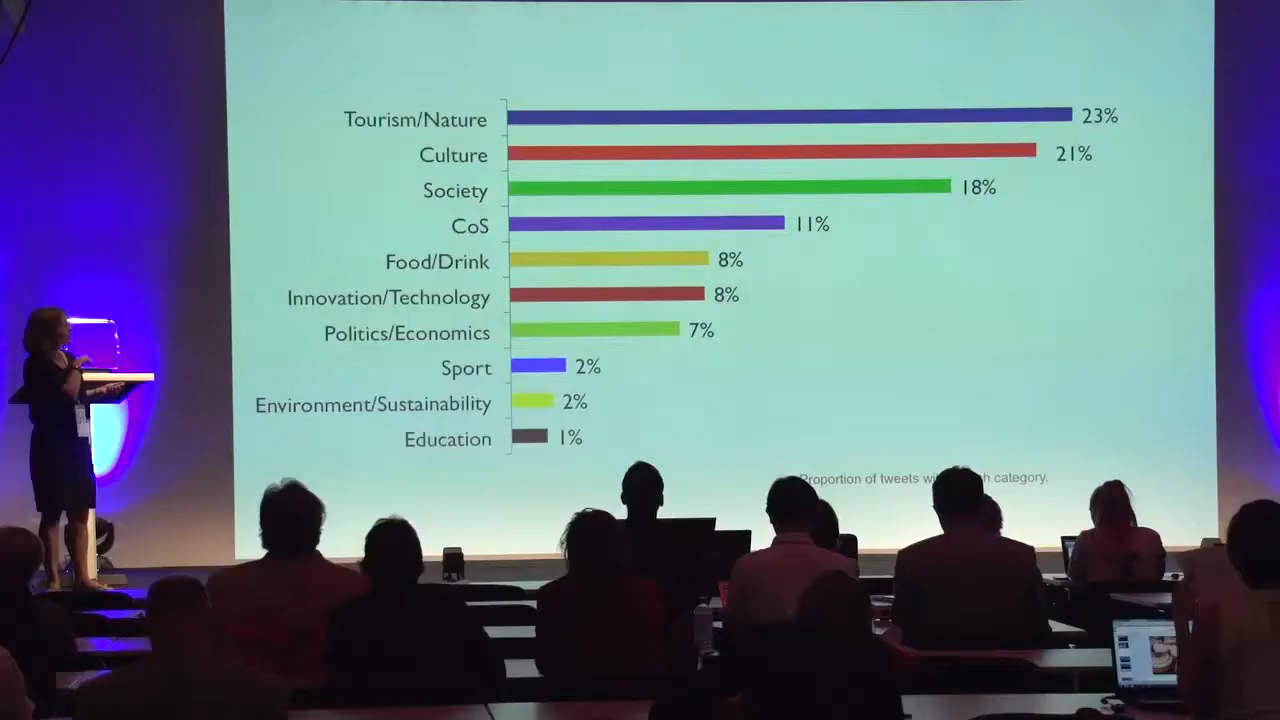 Tourism/Nature 23%
Culture 21%
Society 18%
CoS 11%
Food/Drink 8%
Innovation/Technology 8%
Politics/Economics 7%
Sport 2%
Environment/Sustainability 2%
Education 1%
Proportion of tweets category.